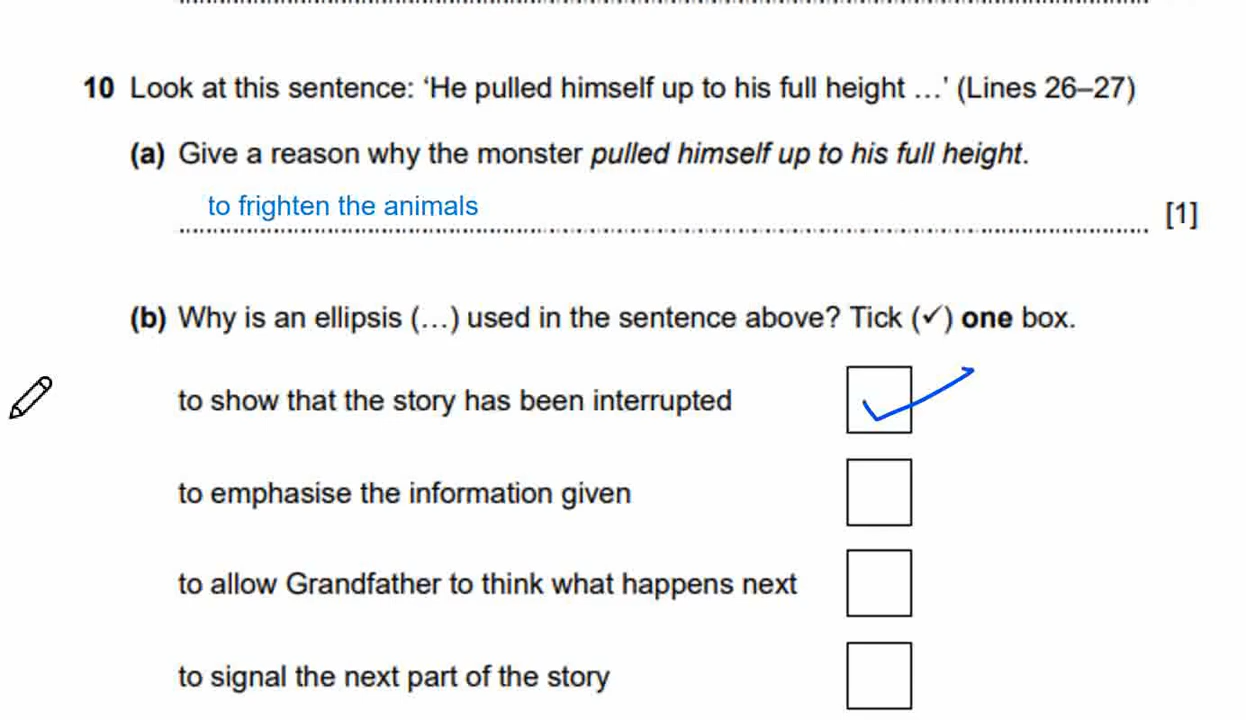 10 Look at this sentence: ‘He pulled himself up to his full height …’ (Lines 26–27)
(a) Give a reason why the monster pulled himself up to his full height.
to frighten the animals
[1]
(b) Why is an ellipsis (…) used in the sentence above? Tick (✓) one box.
to show that the story has been interrupted
to emphasise the information given
to allow Grandfather to think what happens next
to signal the next part of the story